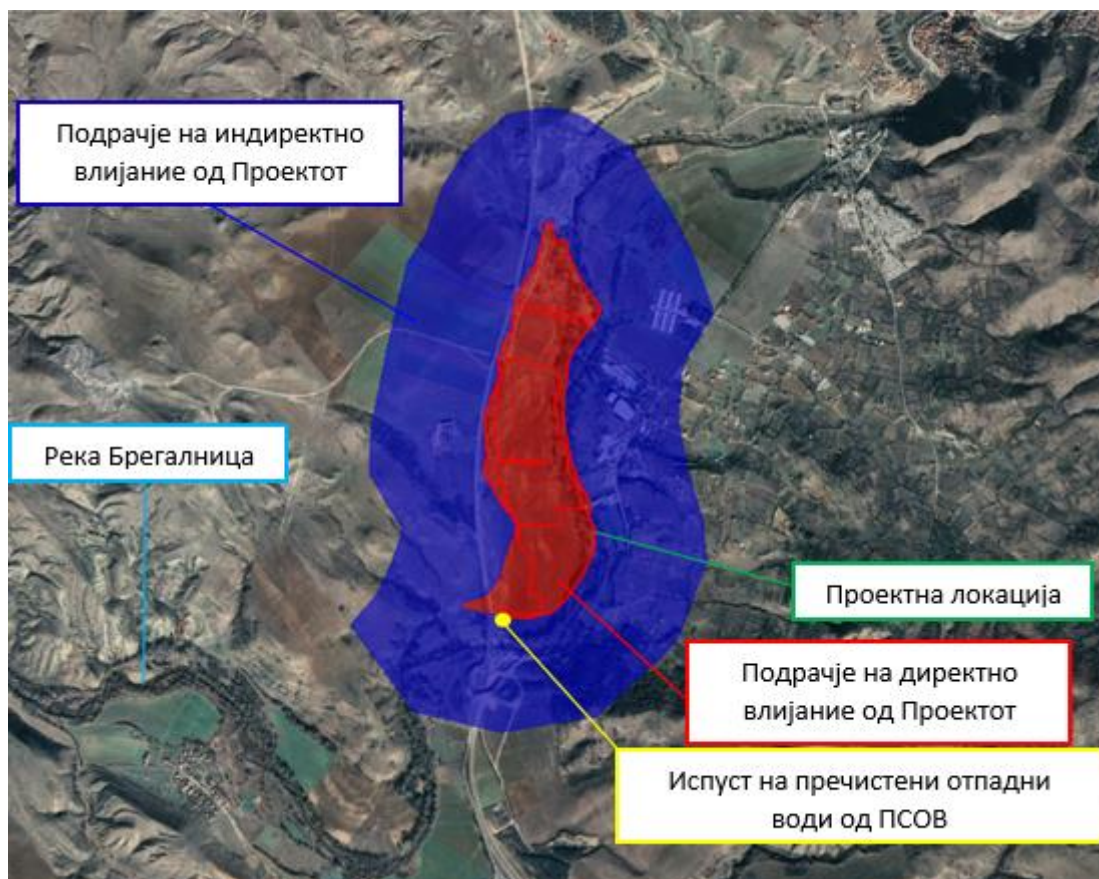 Подрачје на индиректно
влијание од Проектот
Река Брегалница
Проектна локација
Подрачје на директно
влијание од Проектот
Испуст на пречистени отпадни
води од ПСОВ